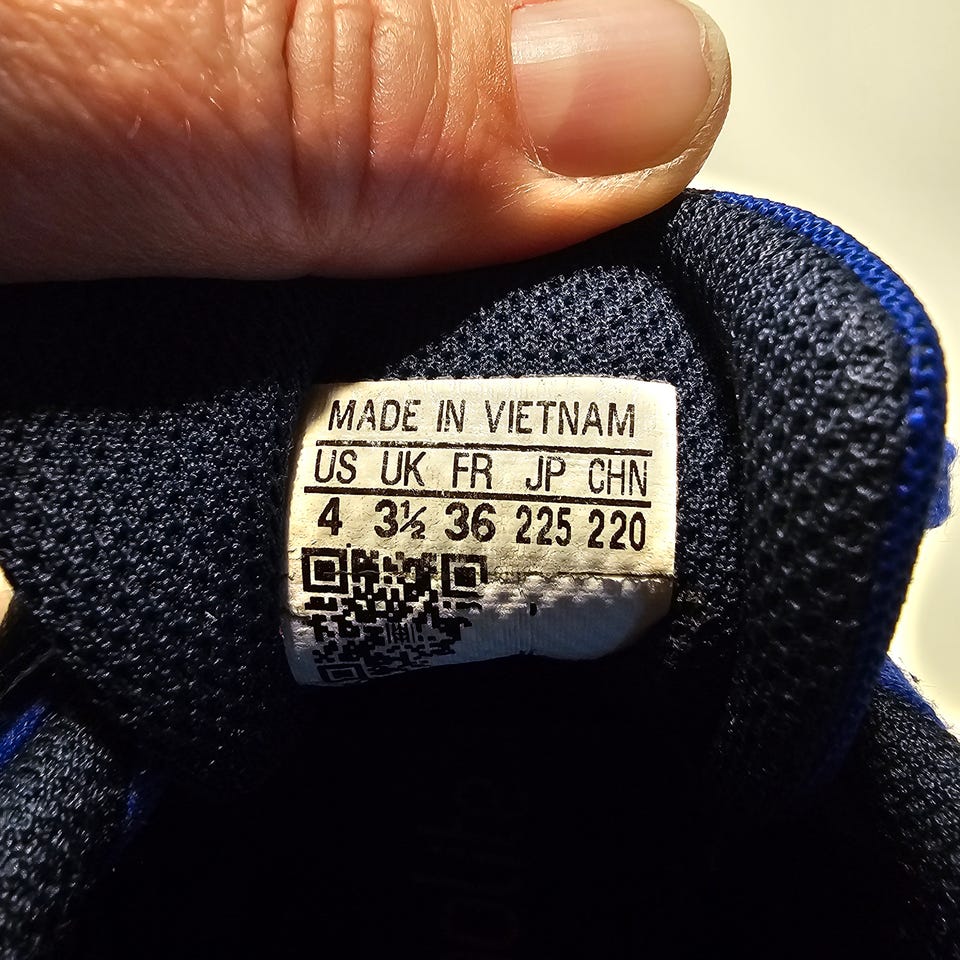 MADE IN VIETNAM
US UK FR JP CHN
4 3½ 36 225 220